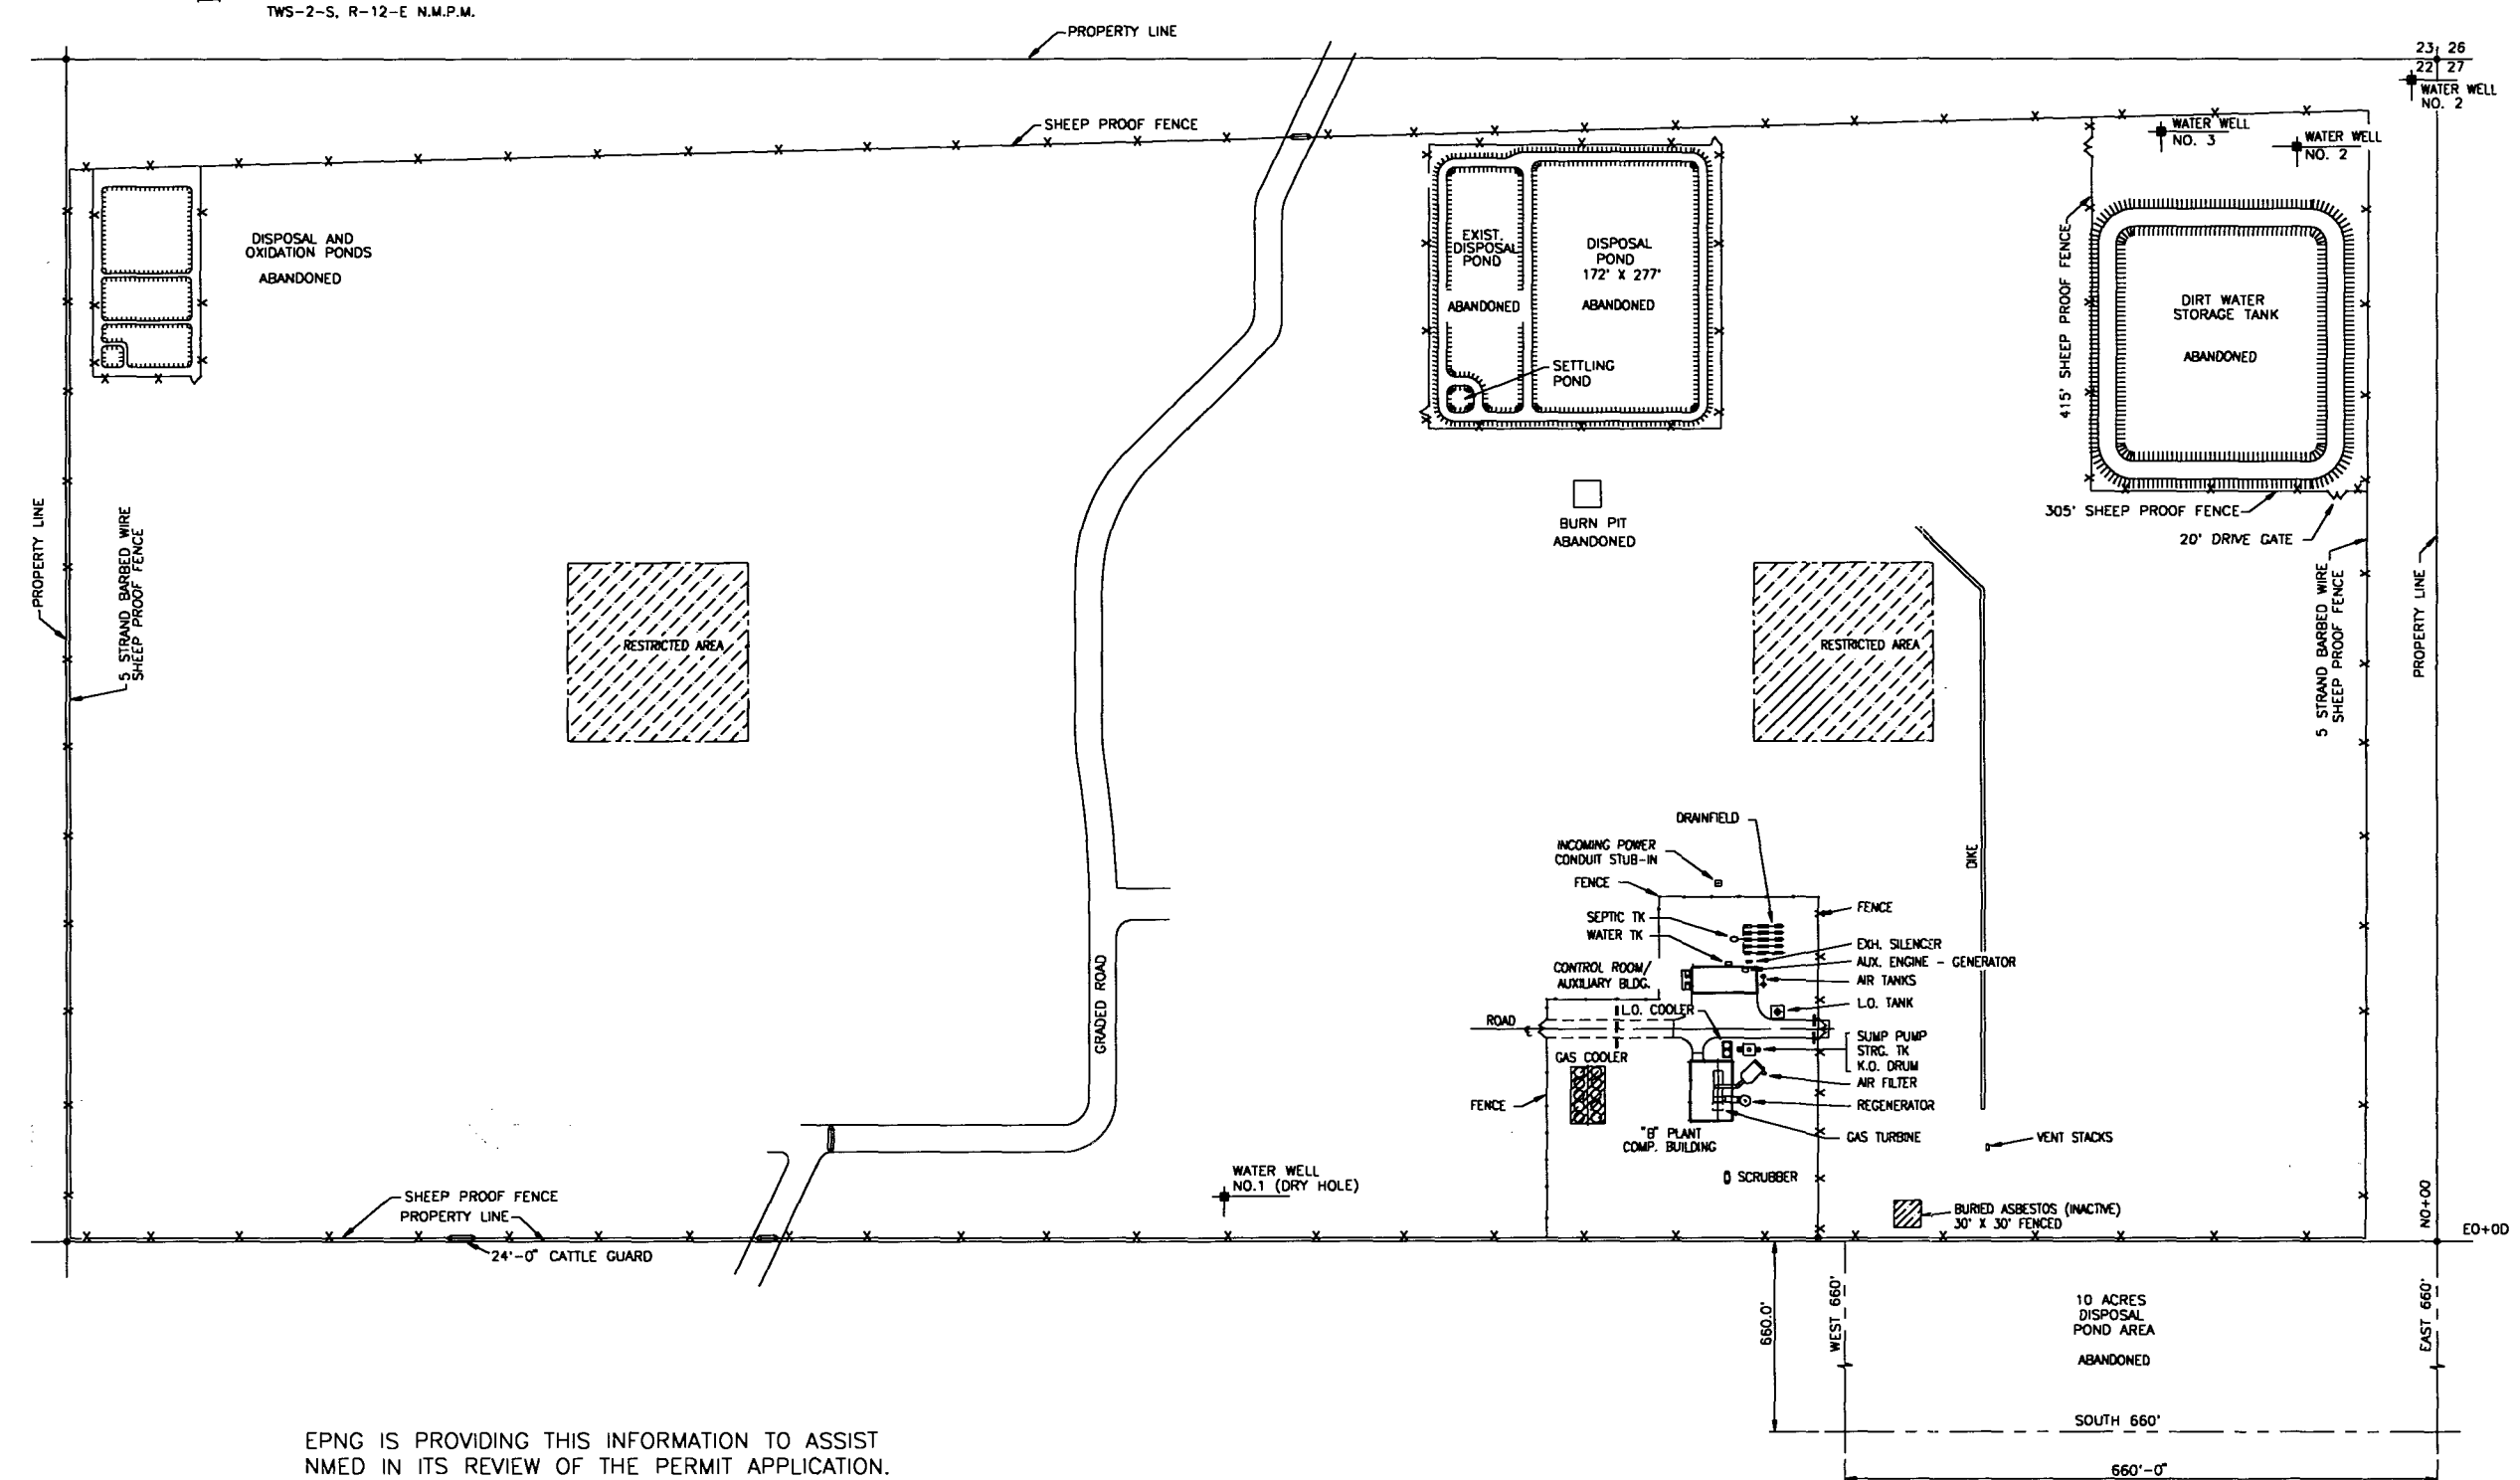 TWS-2-S, R-12-E N.M.P.M.
PROPERTY LINE
23 26
22 27
WATER WELL
NO. 2
SHEEP PROOF FENCE
WATER WELL
NO. 3
WATER WELL
NO. 2
DISPOSAL AND
OXIDATION PONDS
ABANDONED
EXIST.
DISPOSAL
POND
ABANDONED
DISPOSAL
POND
172' X 277'
ABANDONED
SETTLING
POND
415' SHEEP PROOF FENCE
DIRT WATER
STORAGE TANK
ABANDONED
305' SHEEP PROOF FENCE
20' DRIVE GATE
BURN PIT
ABANDONED
PROPERTY LINE
5 STRAND BARBED WIRE
SHEEP PROOF FENCE
RESTRICTED AREA
RESTRICTED AREA
5 STRAND BARBED WIRE
SHEEP PROOF FENCE
PROPERTY LINE
DRAINFIELD
INCOMING POWER
CONDUIT STUB-IN
FENCE
SEPTIC TK
WATER TK
CONTROL ROOM/
AUXILIARY BLDG.
L.O. COOLER
ROAD
GAS COOLER
FENCE
"B" PLANT
COMP. BUILDING
SCRUBBER
DIKE
FENCE
EXH. SILENCER
AUX. ENGINE - GENERATOR
AIR TANKS
L.O. TANK
SUMP PUMP
STRG. TK
K.O. DRUM
AIR FILTER
REGENERATOR
GAS TURBINE
VENT STACKS
GRADED ROAD
WATER WELL
NO.1 (DRY HOLE)
SHEEP PROOF FENCE
PROPERTY LINE
24'-0" CATTLE GUARD
BURIED ASBESTOS (INACTIVE)
30' X 30' FENCED
N0+00
E0+00
660.0'
WEST 660'
10 ACRES
DISPOSAL
POND AREA
ABANDONED
EAST 660'
SOUTH 660'
660'-0"
EPNG IS PROVIDING THIS INFORMATION TO ASSIST
NMED IN ITS REVIEW OF THE PERMIT APPLICATION.